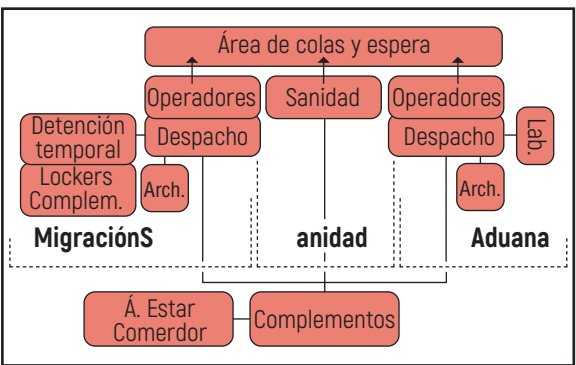 Área de colas y espera
Operadores
Sanidad
Operadores
Detención
temporal
Despacho
Despacho
Lab.
Lockers
Complem.
Arch.
Arch.
MigraciónS
anidad
Aduana
Á. Estar
Comerdor
Complementos